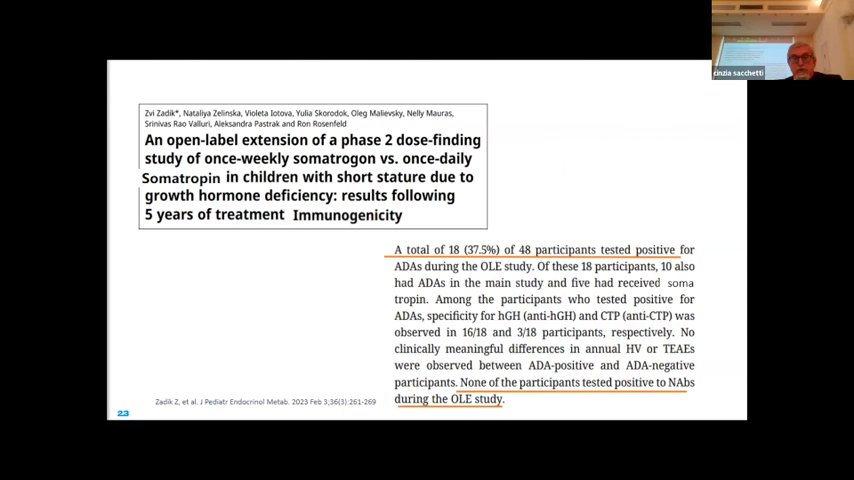 cinzia sacchetti
Zvi Zadik*, Nataliya Zelinska, Violeta Iotova, Yulia Skorodok, Oleg Malievsky, Nelly Mauras,
Srinivas Rao Valluri, Aleksandra Pastrak and Ron Rosenfeld
An open-label extension of a phase 2 dose-finding
study of once-weekly somatrogon vs. once-daily
Somatropin in children with short stature due to
growth hormone deficiency: results following
5 years of treatment Immunogenicity
A total of 18 (37.5%) of 48 participants tested positive for
ADAs during the OLE study. Of these 18 participants, 10 also
had ADAs in the main study and five had received soma
tropin. Among the participants who tested positive for
ADAs, specificity for hGH (anti-hGH) and CTP (anti-CTP) was
observed in 16/18 and 3/18 participants, respectively. No
clinically meaningful differences in annual HV or TEAEs
were observed between ADA-positive and ADA-negative
participants. None of the participants tested positive to NAbs
during the OLE study.
Zadik Z, et al. J Pediatr Endocrinol Metab. 2023 Feb 3;36(3):261-269
23